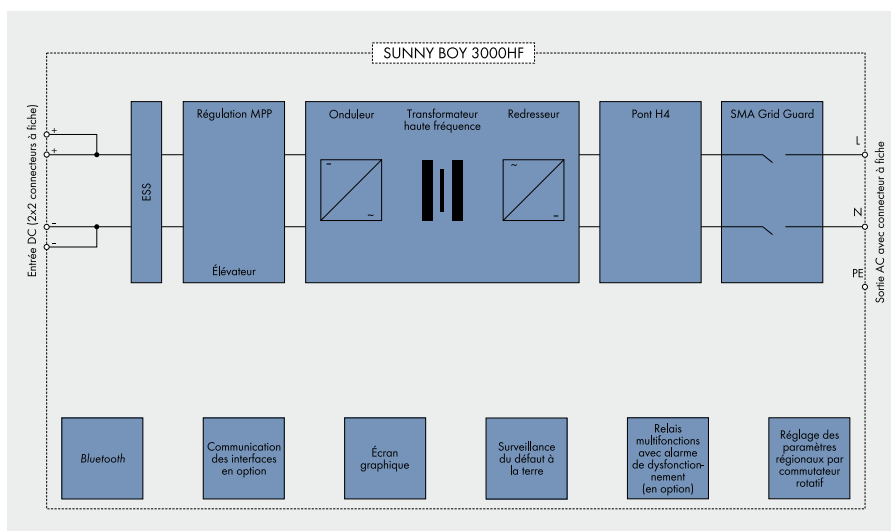 SUNNY BOY 3000HF
Entrée DC (2x2 connecteurs à fiche)
+
+
-
-
ESS
Régulation MPP
Élévateur
Onduleur
Transformateur
haute fréquence
Redresseur
-
~
~
-
Pont H4
SMA Grid Guard
L
N
PE
Sortie AC avec connecteur à fiche
Bluetooth
Communication
des interfaces
en option
Écran
graphique
Surveillance
du défaut à
la terre
Relais
multifonctions
avec alarme
de dysfonction-
nement
(en option)
Réglage des
paramètres
régionaux par
commutateur
rotatif